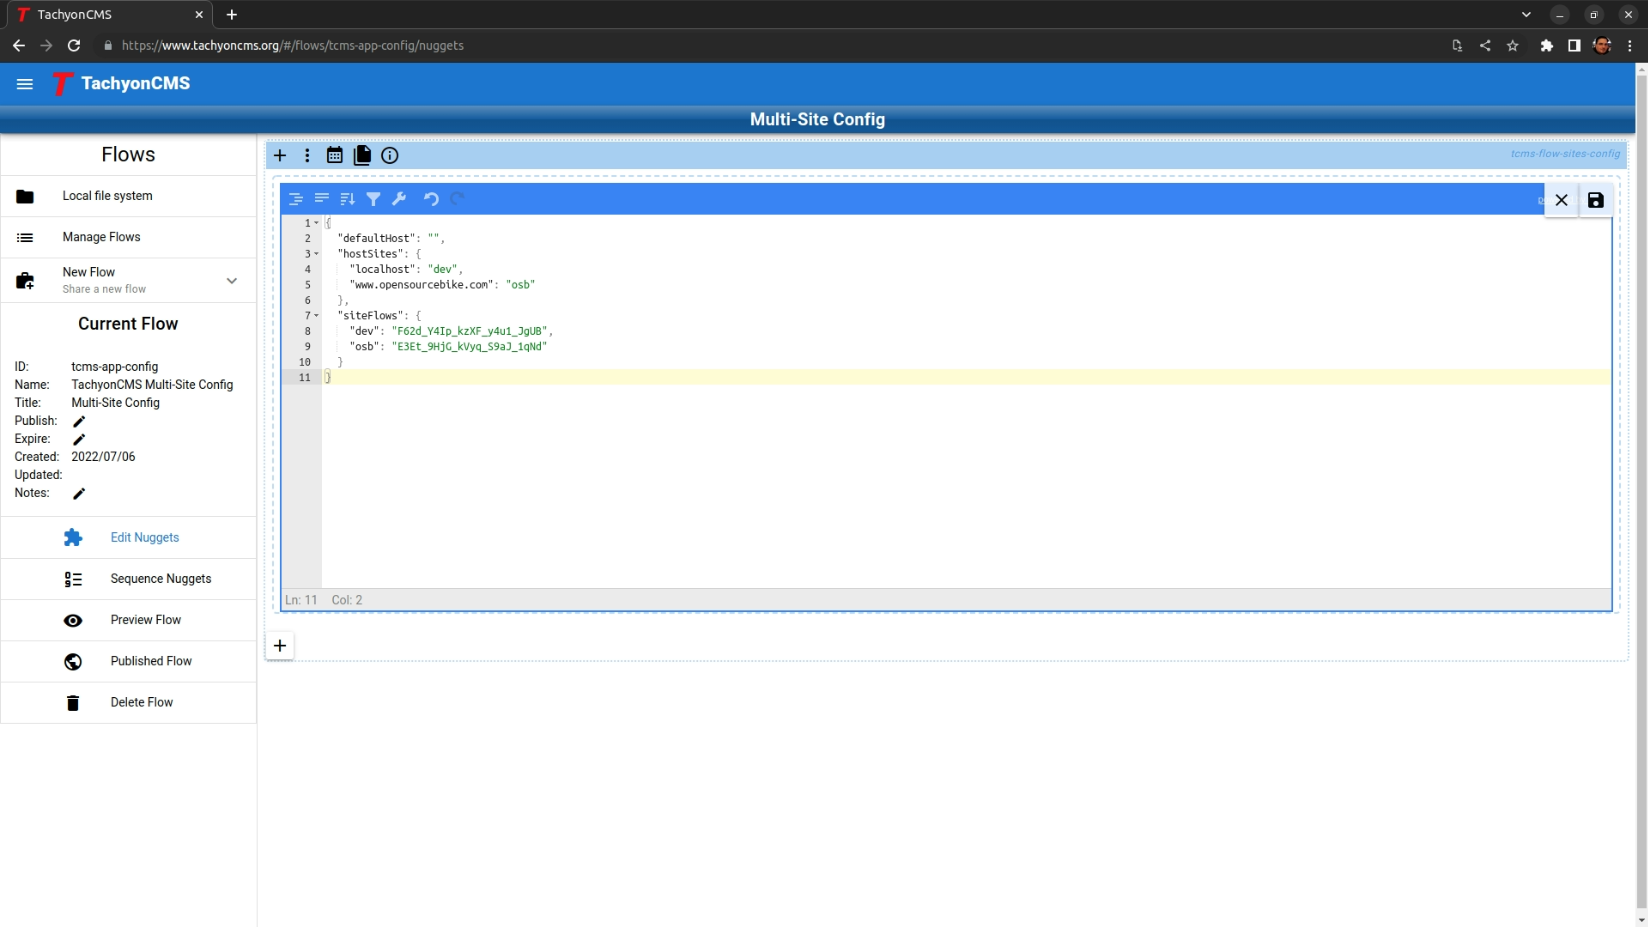 TachyonCMS
https://www.tachyoncms.org/#/flows/tcms-app-config/nuggets
TachyonCMS
Multi-Site Config
Flows
Local file system
Manage Flows
New Flow
Share a new flow
Current Flow
ID: tcms-app-config
Name: TachyonCMS Multi-Site Config
Title: Multi-Site Config
Publish:
Expire:
Created: 2022/07/06
Updated:
Notes:
Edit Nuggets
Sequence Nuggets
Preview Flow
Published Flow
Delete Flow
tcms-flow-sites-config
1 {
2 "defaultHost": "",
3 "hostSites": {
4 "localhost": "dev",
5 "www.opensourcebike.com": "osb"
6 },
7 "siteFlows": {
8 "dev": "F62d_Y4Ip_kzXF_y4u1_JgUB",
9 "osb": "E3Et_9HjG_kVyq_S9aJ_1qNd"
10 }
11 }
Ln: 11 Col: 2